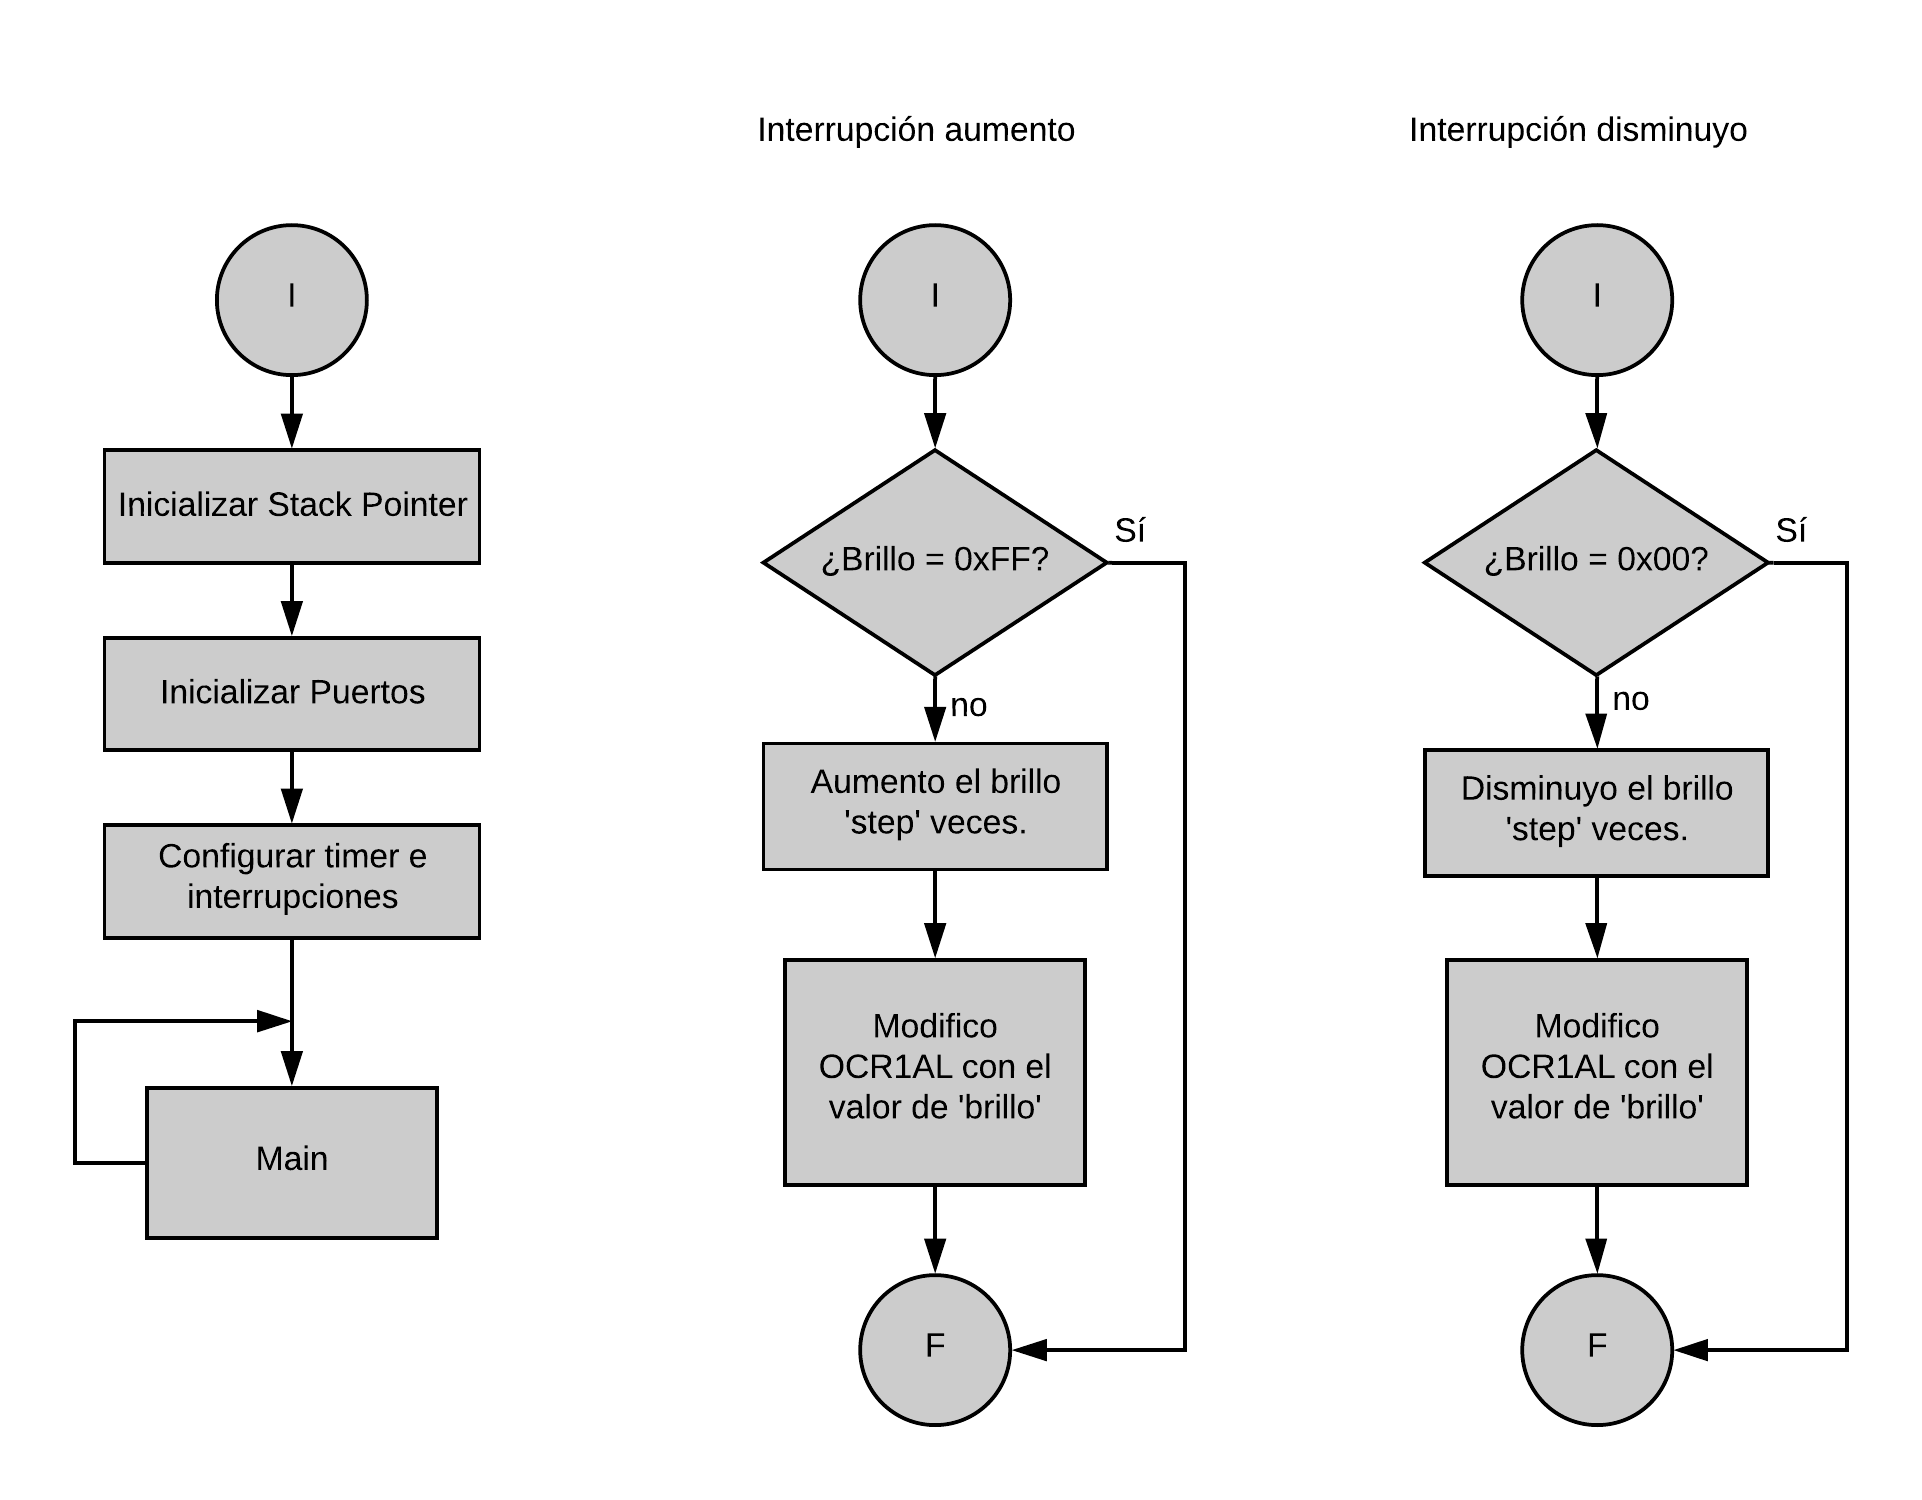 Interrupción aumento
Interrupción disminuyo
I
Inicializar Stack Pointer
Inicializar Puertos
Configurar timer e
interrupciones
Main
I
¿Brillo = 0xFF?
Sí
no
Aumento el brillo
'step' veces.
Modifico
OCR1AL con el
valor de 'brillo'
F
I
¿Brillo = 0x00?
Sí
no
Disminuyo el brillo
'step' veces.
Modifico
OCR1AL con el
valor de 'brillo'
F